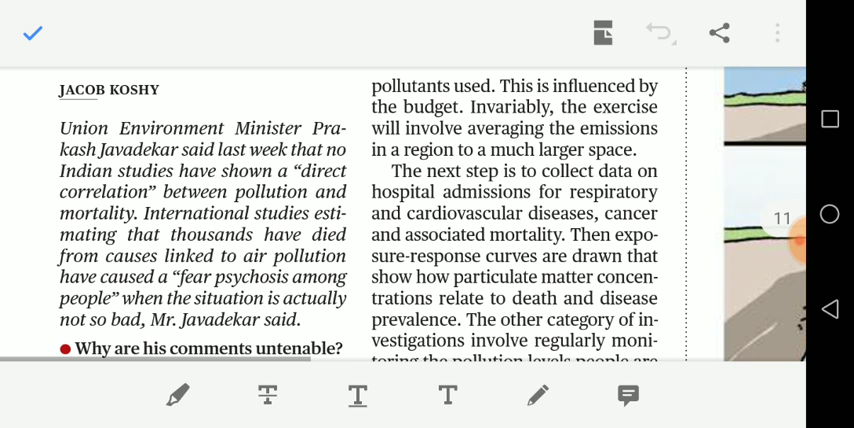 JACOB KOSHY
Union Environment Minister Pra-
kash Javadekar said last week that no
Indian studies have shown a “direct
correlation” between pollution and
mortality. International studies esti-
mating that thousands have died
from causes linked to air pollution
have caused a “fear psychosis among
people” when the situation is actually
not so bad, Mr. Javadekar said.
● Why are his comments untenable?
pollutants used. This is influenced by
the budget. Invariably, the exercise
will involve averaging the emissions
in a region to a much larger space.
The next step is to collect data on
hospital admissions for respiratory
and cardiovascular diseases, cancer
and associated mortality. Then expo-
sure-response curves are drawn that
show how particulate matter concen-
trations relate to death and disease
prevalence. The other category of in-
vestigations involve regularly moni-
toring the pollution levels people are
11
T T T